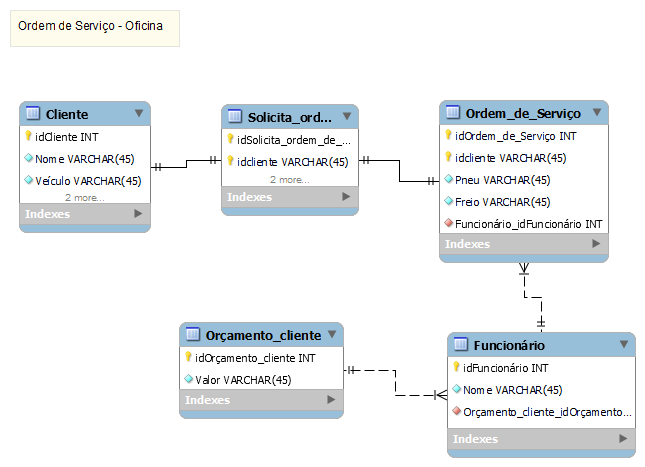 Ordem de Serviço - Oficina
Cliente
idCliente INT
Nome VARCHAR(45)
Veículo VARCHAR(45)
2 more...
Indexes
Solicita_ord...
idSolicita_ordem_de_...
idcliente VARCHAR(45)
2 more...
Indexes
Ordem_de_Serviço
idOrdem_de_Serviço INT
idcliente VARCHAR(45)
Pneu VARCHAR(45)
Freio VARCHAR(45)
Funcionário_idFuncionário INT
Indexes
Orçamento_cliente
idOrçamento_cliente INT
Valor VARCHAR(45)
Indexes
Funcionário
idFuncionário INT
Nome VARCHAR(45)
Orçamento_cliente_idOrçamento...
Indexes